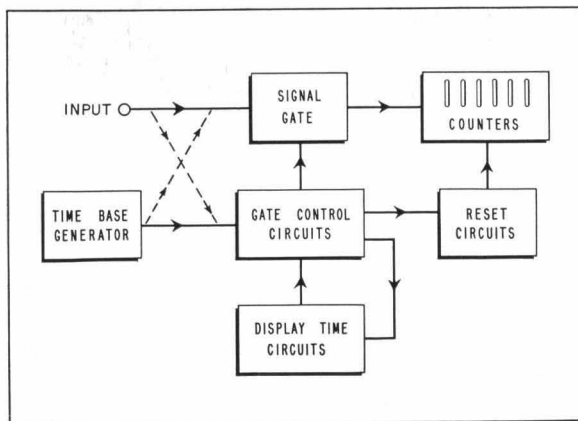 INPUT
SIGNAL
GATE
COUNTERS
TIME BASE
GENERATOR
GATE CONTROL
CIRCUITS
RESET
CIRCUITS
DISPLAY TIME
CIRCUITS